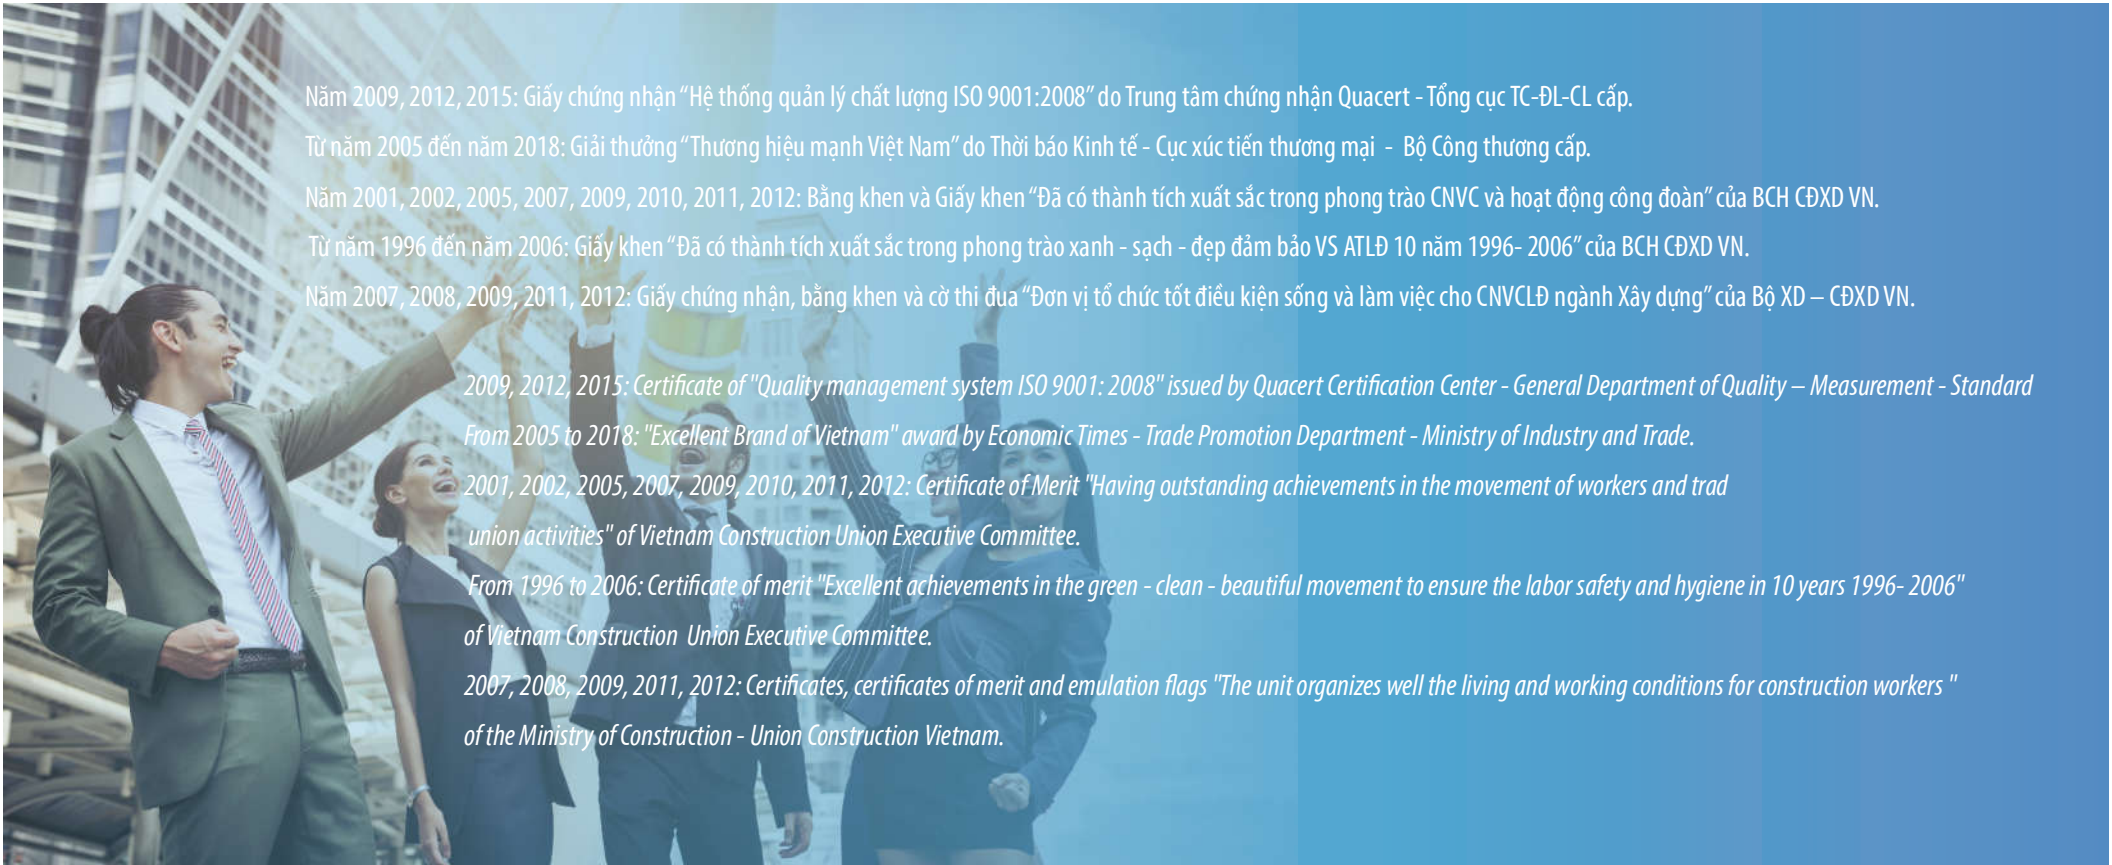 Năm 2009, 2012, 2015: Giấy chứng nhận “Hệ thống quản lý chất lượng ISO 9001:2008” do Trung tâm chứng nhận Quacert - Tổng cục TC-ĐL-CL cấp.
Từ năm 2005 đến năm 2018: Giải thưởng “Thương hiệu mạnh Việt Nam” do Thời báo Kinh tế - Cục xúc tiến thương mại - Bộ Công thương cấp.
Năm 2001, 2002, 2005, 2007, 2009, 2010, 2011, 2012: Bằng khen và Giấy khen “Đã có thành tích xuất sắc trong phong trào CNVC và hoạt động công đoàn” của BCH CĐXD VN.
Từ năm 1996 đến năm 2006: Giấy khen “Đã có thành tích xuất sắc trong phong trào xanh - sạch - đẹp đảm bảo VS ATLĐ 10 năm 1996- 2006” của BCH CĐXD VN.
Năm 2007, 2008, 2009, 2011, 2012: Giấy chứng nhận, bằng khen và cờ thi đua “Đơn vị tổ chức tốt điều kiện sống và làm việc cho CNVCLĐ ngành Xây dựng” của Bộ XD – CĐXD VN.
2009, 2012, 2015: Certificate of "Quality management system ISO 9001: 2008" issued by Quacert Certification Center - General Department of Quality – Measurement - Standard
From 2005 to 2018: "Excellent Brand of Vietnam" award by Economic Times - Trade Promotion Department - Ministry of Industry and Trade.
2001, 2002, 2005, 2007, 2009, 2010, 2011, 2012: Certificate of Merit "Having outstanding achievements in the movement of workers and trad
union activities" of Vietnam Construction Union Executive Committee.
From 1996 to 2006: Certificate of merit "Excellent achievements in the green - clean - beautiful movement to ensure the labor safety and hygiene in 10 years 1996- 2006"
of Vietnam Construction Union Executive Committee.
2007, 2008, 2009, 2011, 2012: Certificates, certificates of merit and emulation flags "The unit organizes well the living and working conditions for construction workers "
of the Ministry of Construction - Union Construction Vietnam.